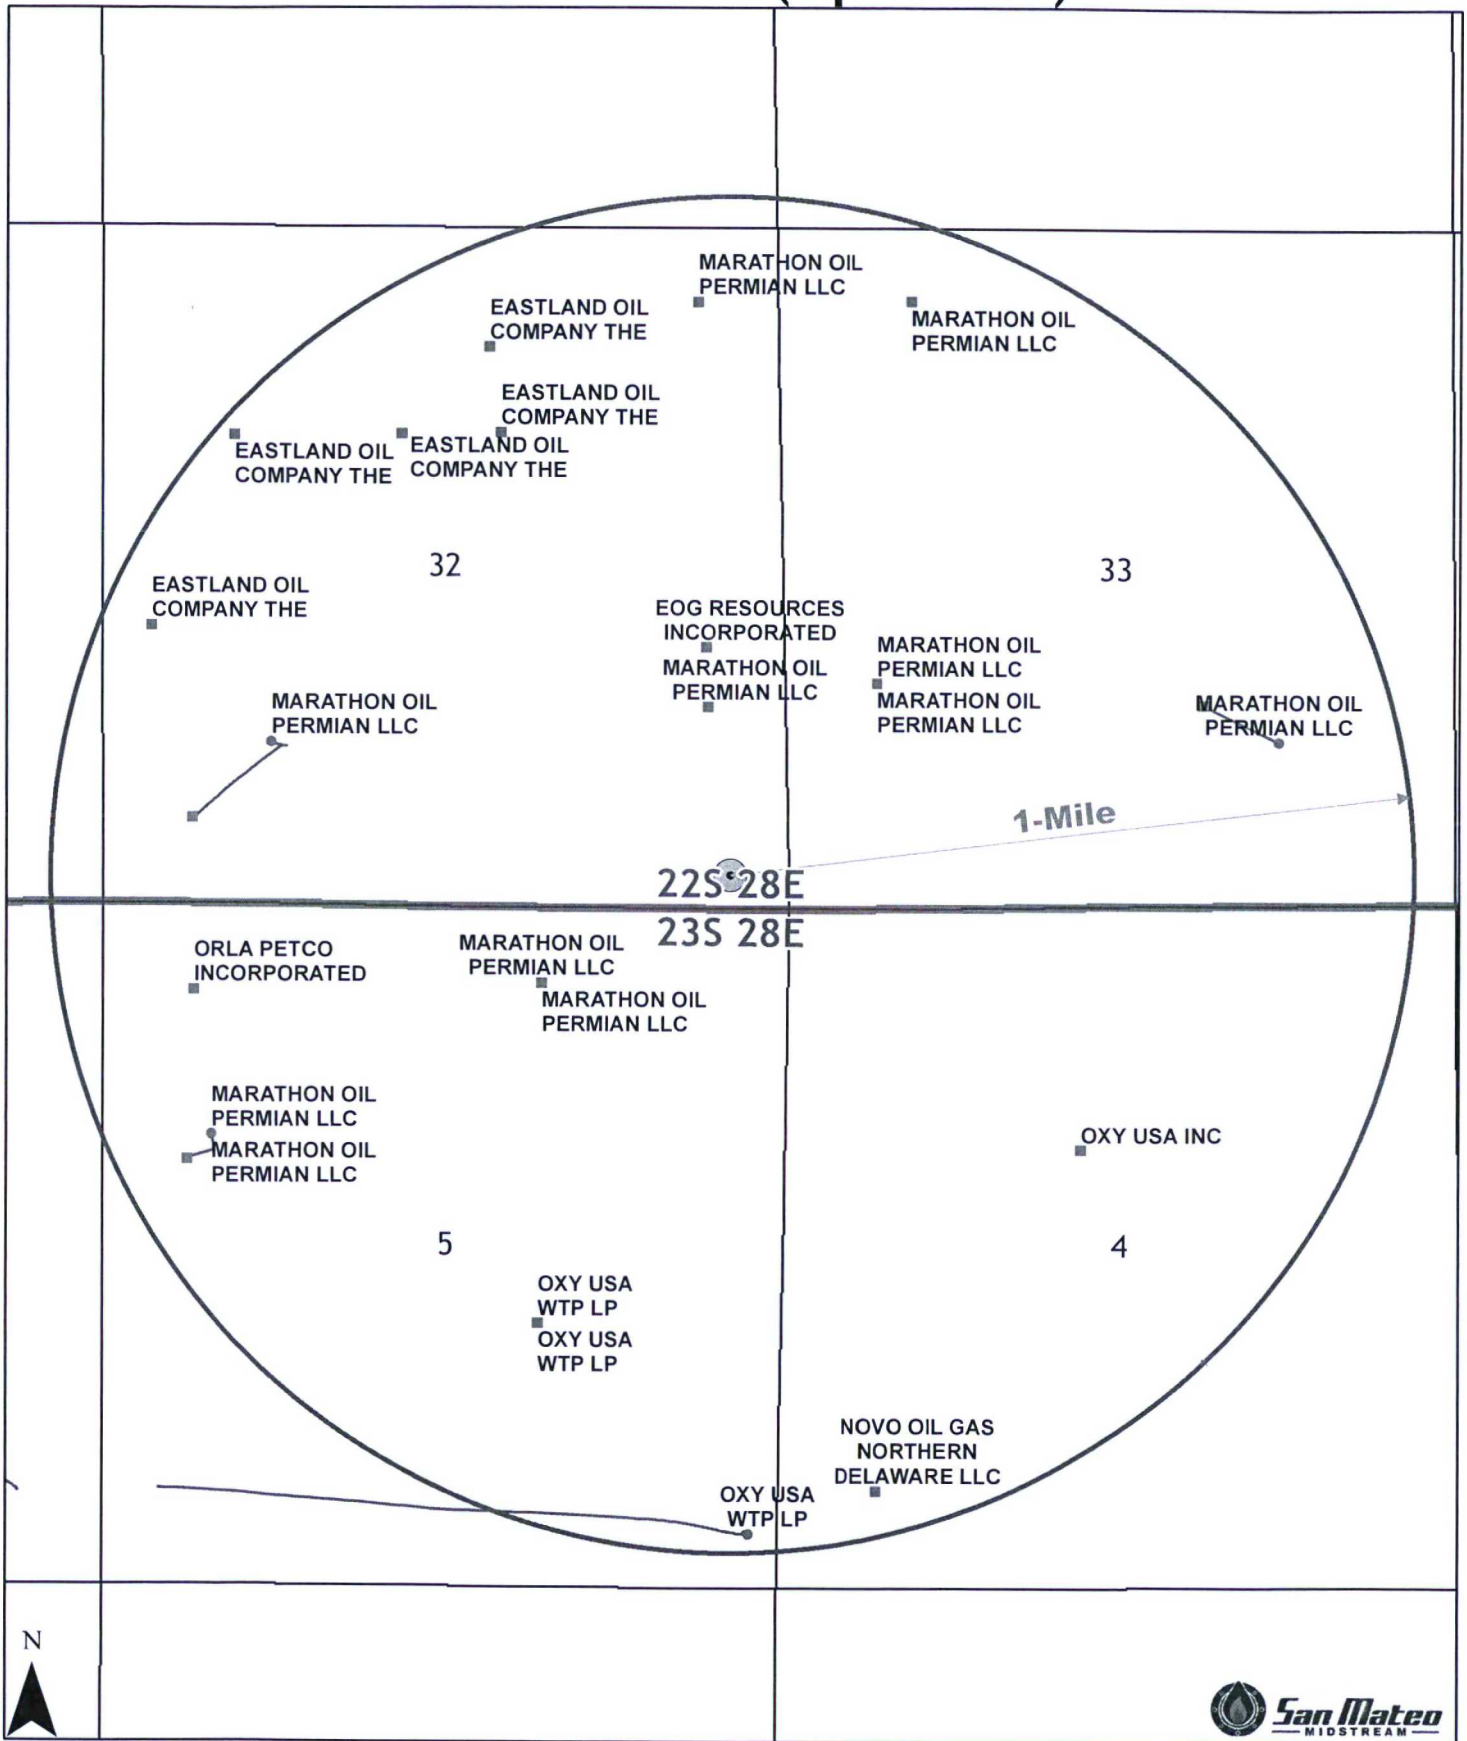 MARATHON OIL
PERMIAN LLC
EASTLAND OIL
COMPANY THE
MARATHON OIL
PERMIAN LLC
EASTLAND OIL
COMPANY THE
EASTLAND OIL
COMPANY THE
EASTLAND OIL
COMPANY THE
32
33
EASTLAND OIL
COMPANY THE
EOG RESOURCES
INCORPORATED
MARATHON OIL
PERMIAN LLC
MARATHON OIL
PERMIAN LLC
MARATHON OIL
PERMIAN LLC
MARATHON OIL
PERMIAN LLC
MARATHON OIL
PERMIAN LLC
1-Mile
22S 28E
23S 28E
ORLA PETCO
INCORPORATED
MARATHON OIL
PERMIAN LLC
MARATHON OIL
PERMIAN LLC
MARATHON OIL
PERMIAN LLC
MARATHON OIL
PERMIAN LLC
OXY USA INC
5
4
OXY USA
WTP LP
OXY USA
WTP LP
NOVO OIL GAS
NORTHERN
DELAWARE LLC
OXY USA
WTP LP
N
San Mateo
MIDSTREAM